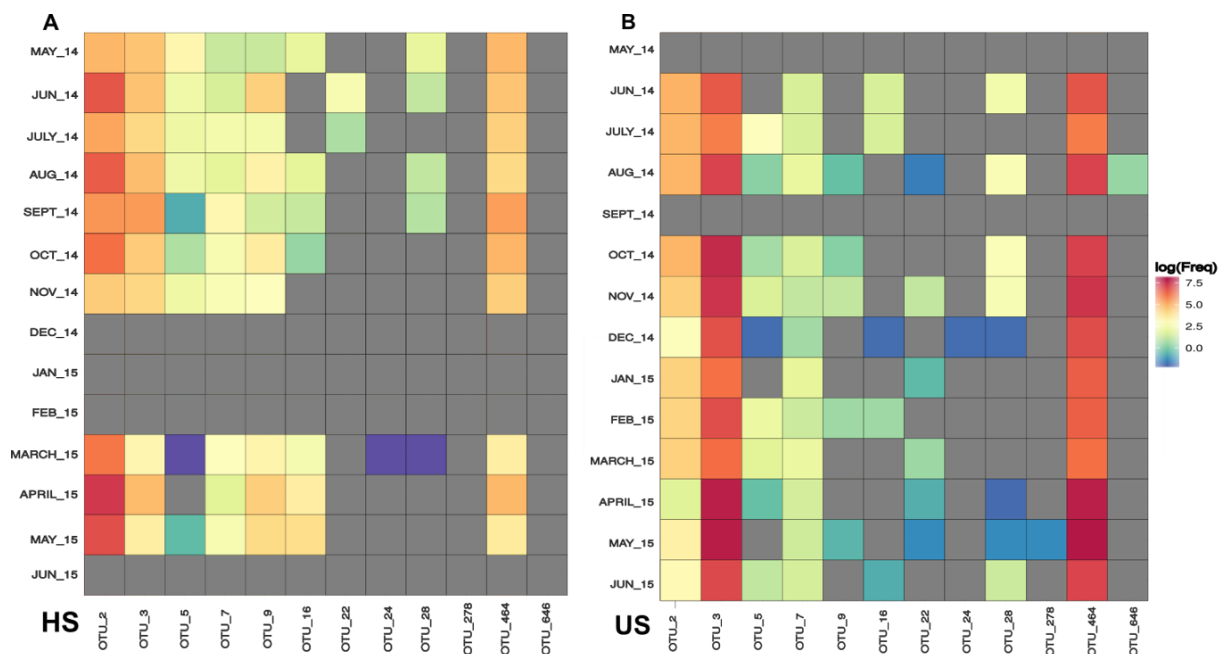 A
MAY_14
JUN_14
JULY_14
AUG_14
SEPT_14
OCT_14
NOV_14
DEC_14
JAN_15
FEB_15
MARCH_15
APRIL_15
MAY_15
JUN_15
HS
OTU_2
OTU_3
OTU_5
OTU_7
OTU_9
OTU_16
OTU_22
OTU_24
OTU_28
OTU_278
OTU_464
OTU_646
B
MAY_14
JUN_14
JULY_14
AUG_14
SEPT_14
OCT_14
NOV_14
DEC_14
JAN_15
FEB_15
MARCH_15
APRIL_15
MAY_15
JUN_15
US
OTU_2
OTU_3
OTU_5
OTU_7
OTU_9
OTU_16
OTU_22
OTU_24
OTU_28
OTU_278
OTU_464
OTU_646
log(Freq)
7.5
5.0
2.5
0.0